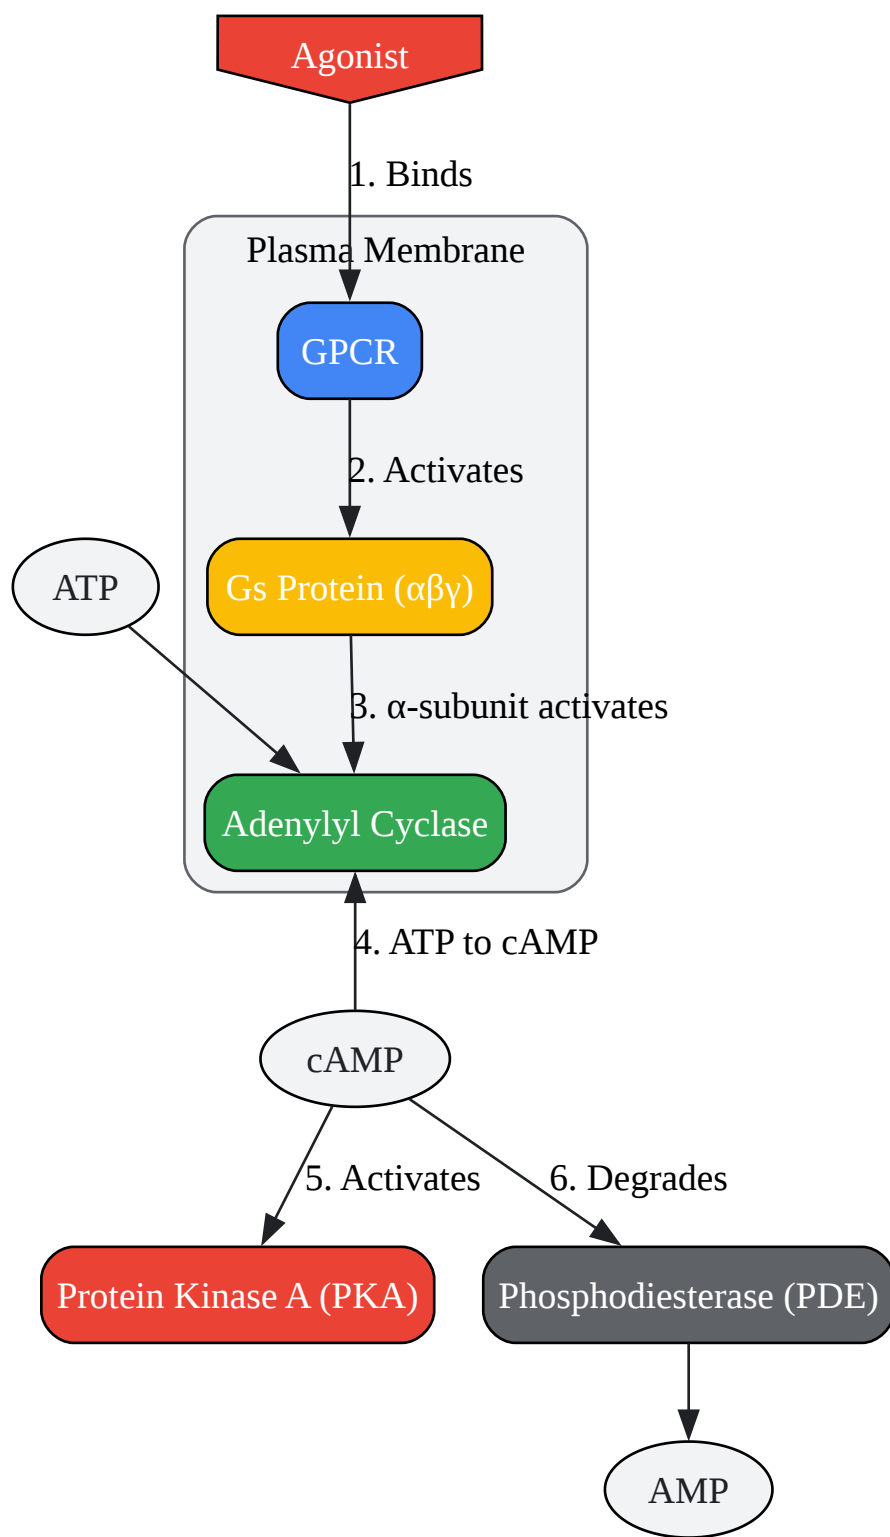 Agonist
1. Binds
Plasma Membrane
GPCR
2. Activates
ATP
Gs Protein (αβγ)
3. α-subunit activates
Adenylyl Cyclase
4. ATP to cAMP
cAMP
5. Activates
6. Degrades
Protein Kinase A (PKA)
Phosphodiesterase (PDE)
AMP